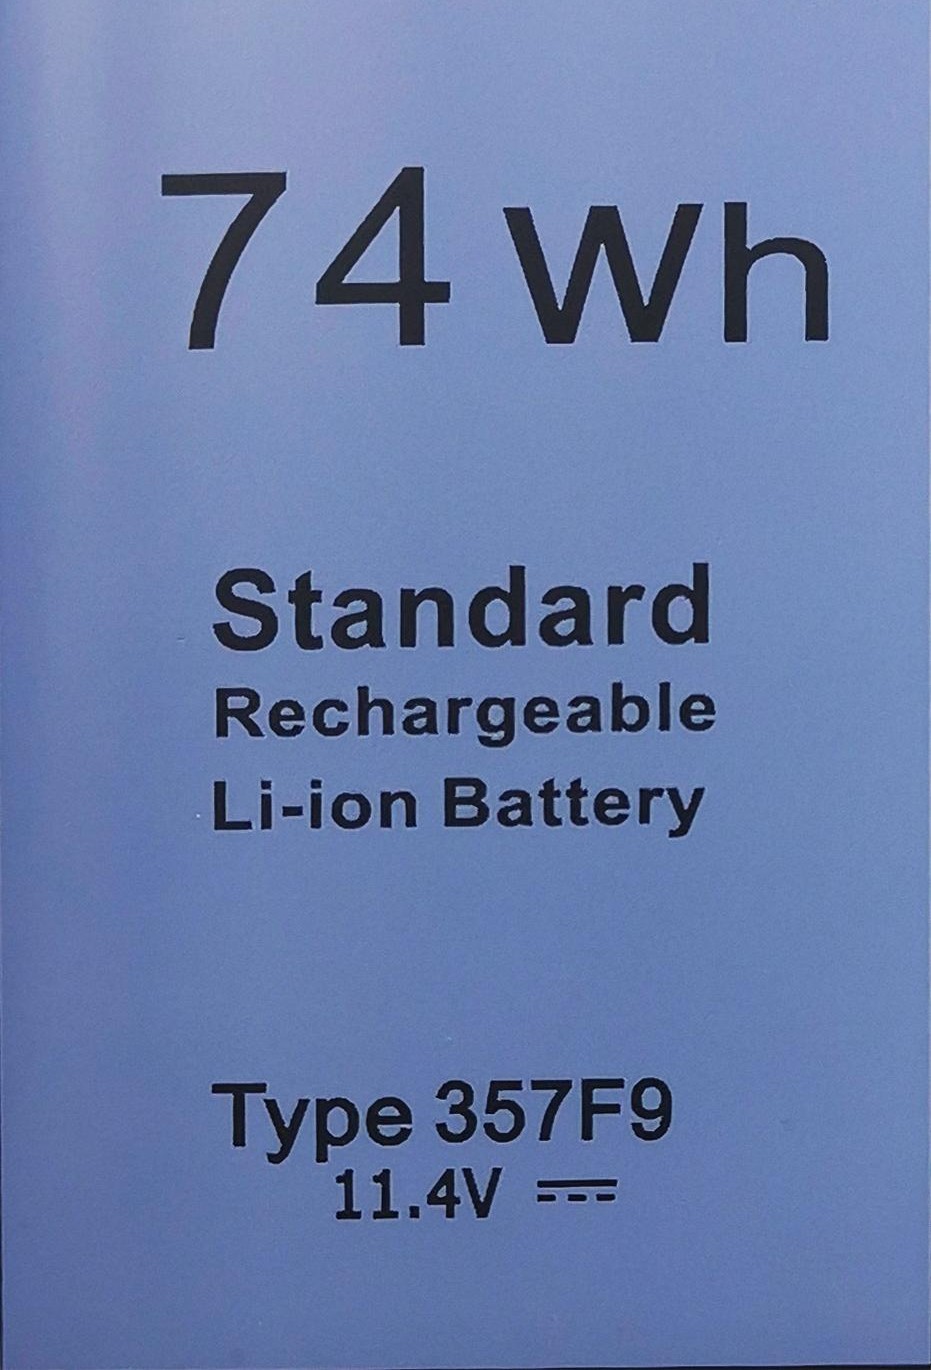 74 Wh
Standard
Rechargeable
Li-ion Battery
Type 357F9
11.4V ⎓